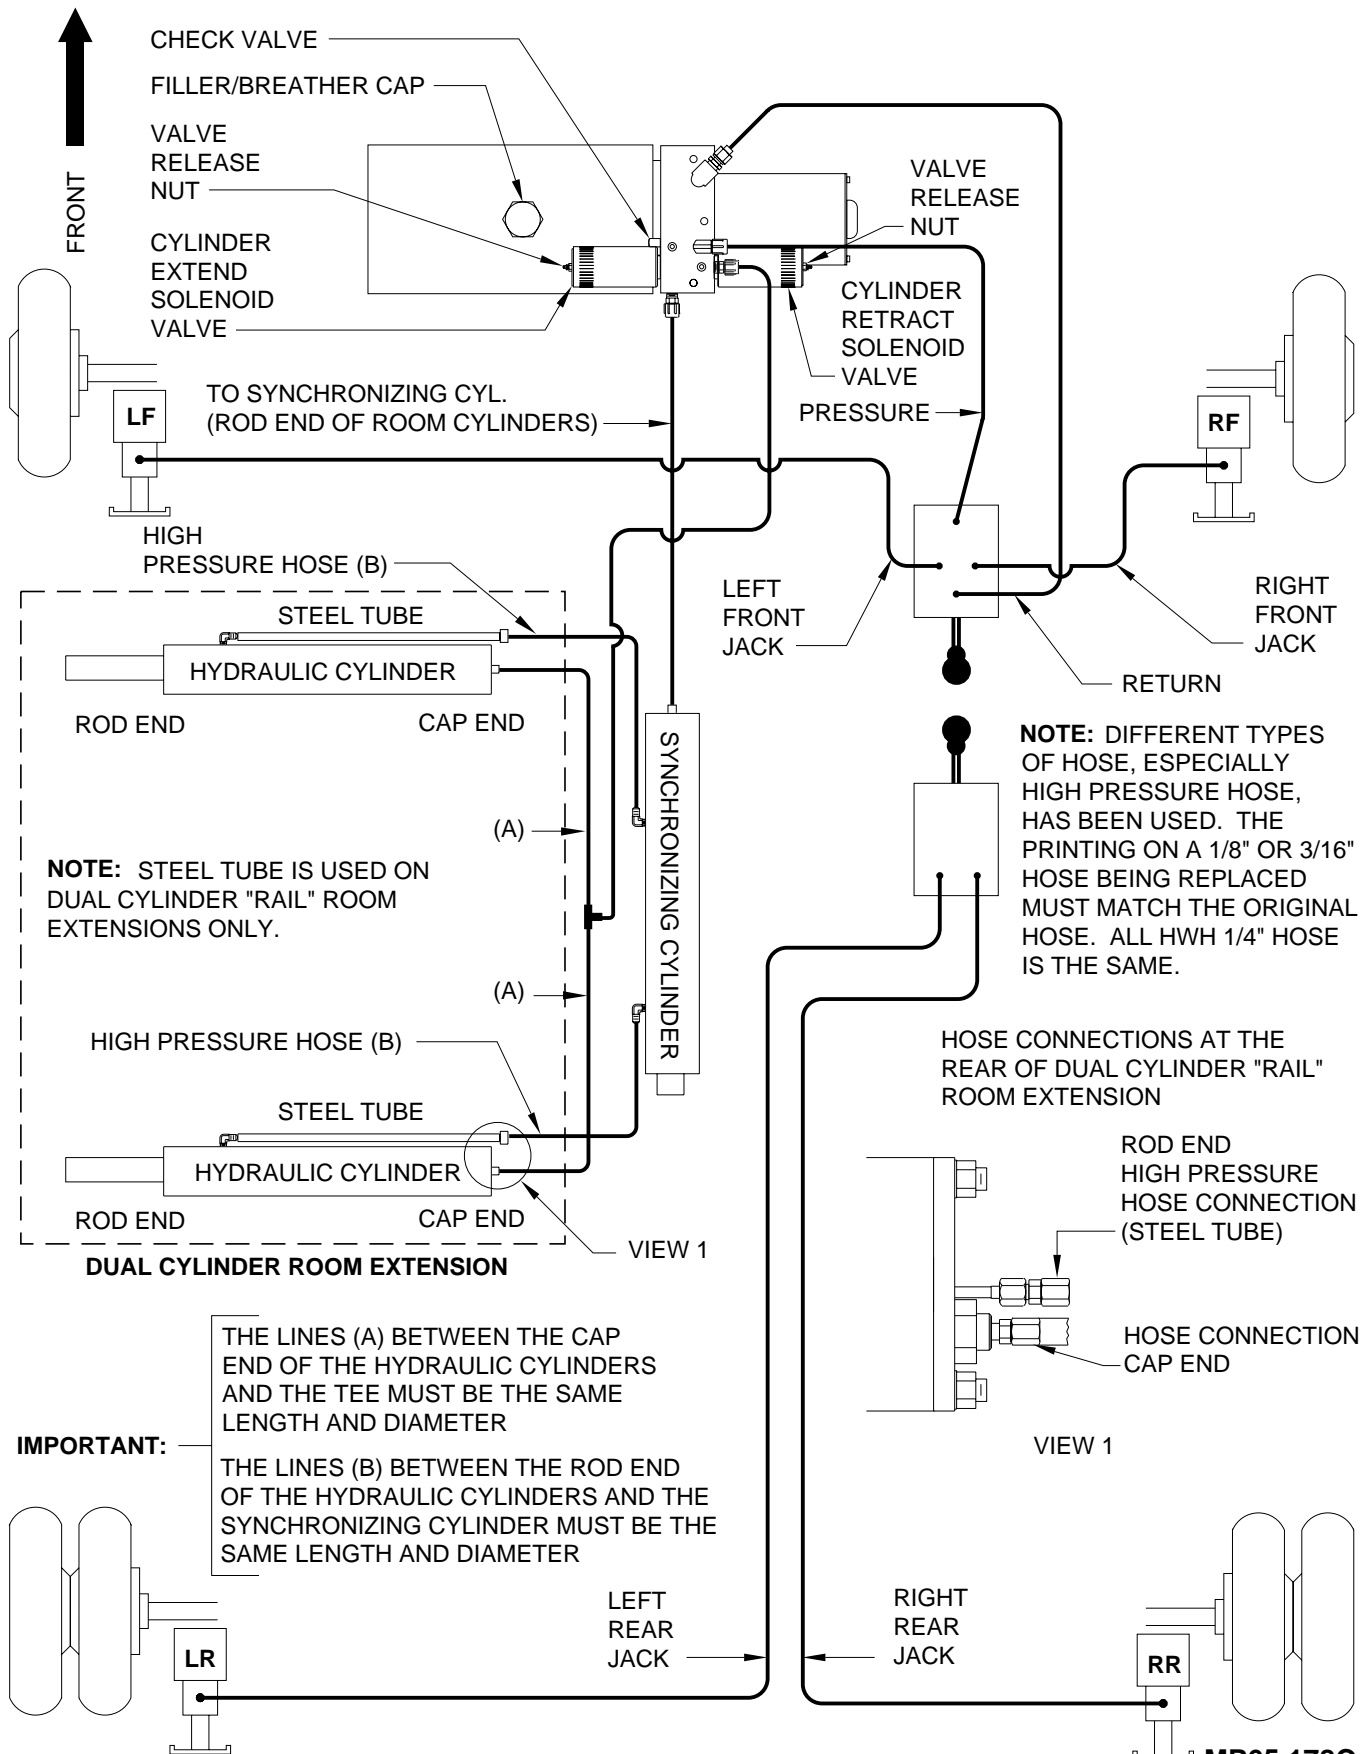 CHECK VALVE
FILLER/BREATHER CAP
VALVE
RELEASE
NUT
CYLINDER
EXTEND
SOLENOID
VALVE
FRONT
VALVE
RELEASE
NUT
CYLINDER
RETRACT
SOLENOID
VALVE
PRESSURE
TO SYNCHRONIZING CYL.
(ROD END OF ROOM CYLINDERS)
LF
RF
HIGH
PRESSURE HOSE (B)
LEFT
FRONT
JACK
RIGHT
FRONT
JACK
RETURN
STEEL TUBE
HYDRAULIC CYLINDER
ROD END
CAP END
SYNCHRONIZING CYLINDER
(A)
NOTE: STEEL TUBE IS USED ON
DUAL CYLINDER "RAIL" ROOM
EXTENSIONS ONLY.
(A)
HIGH PRESSURE HOSE (B)
STEEL TUBE
HYDRAULIC CYLINDER
ROD END
CAP END
VIEW 1
DUAL CYLINDER ROOM EXTENSION
NOTE: DIFFERENT TYPES
OF HOSE, ESPECIALLY
HIGH PRESSURE HOSE,
HAS BEEN USED. THE
PRINTING ON A 1/8" OR 3/16"
HOSE BEING REPLACED
MUST MATCH THE ORIGINAL
HOSE. ALL HWH 1/4" HOSE
IS THE SAME.
HOSE CONNECTIONS AT THE
REAR OF DUAL CYLINDER "RAIL"
ROOM EXTENSION
ROD END
HIGH PRESSURE
HOSE CONNECTION
(STEEL TUBE)
HOSE CONNECTION
CAP END
VIEW 1
IMPORTANT:
THE LINES (A) BETWEEN THE CAP
END OF THE HYDRAULIC CYLINDERS
AND THE TEE MUST BE THE SAME
LENGTH AND DIAMETER
THE LINES (B) BETWEEN THE ROD END
OF THE HYDRAULIC CYLINDERS AND THE
SYNCHRONIZING CYLINDER MUST BE THE
SAME LENGTH AND DIAMETER
LEFT
REAR
JACK
RIGHT
REAR
JACK
LR
RR